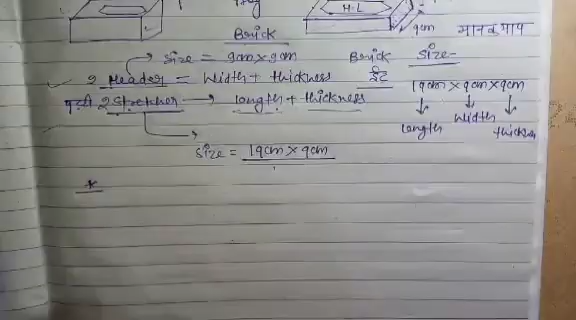 H.L
9cm मानक माप
Brick
Size = 9cm×9cm Brick Size-
2 Header = Width + thickness ईंट 19cm×9cm×9cm
2 Stretcher → length + thickness
length width thickness
Size = 19cm×9cm
*